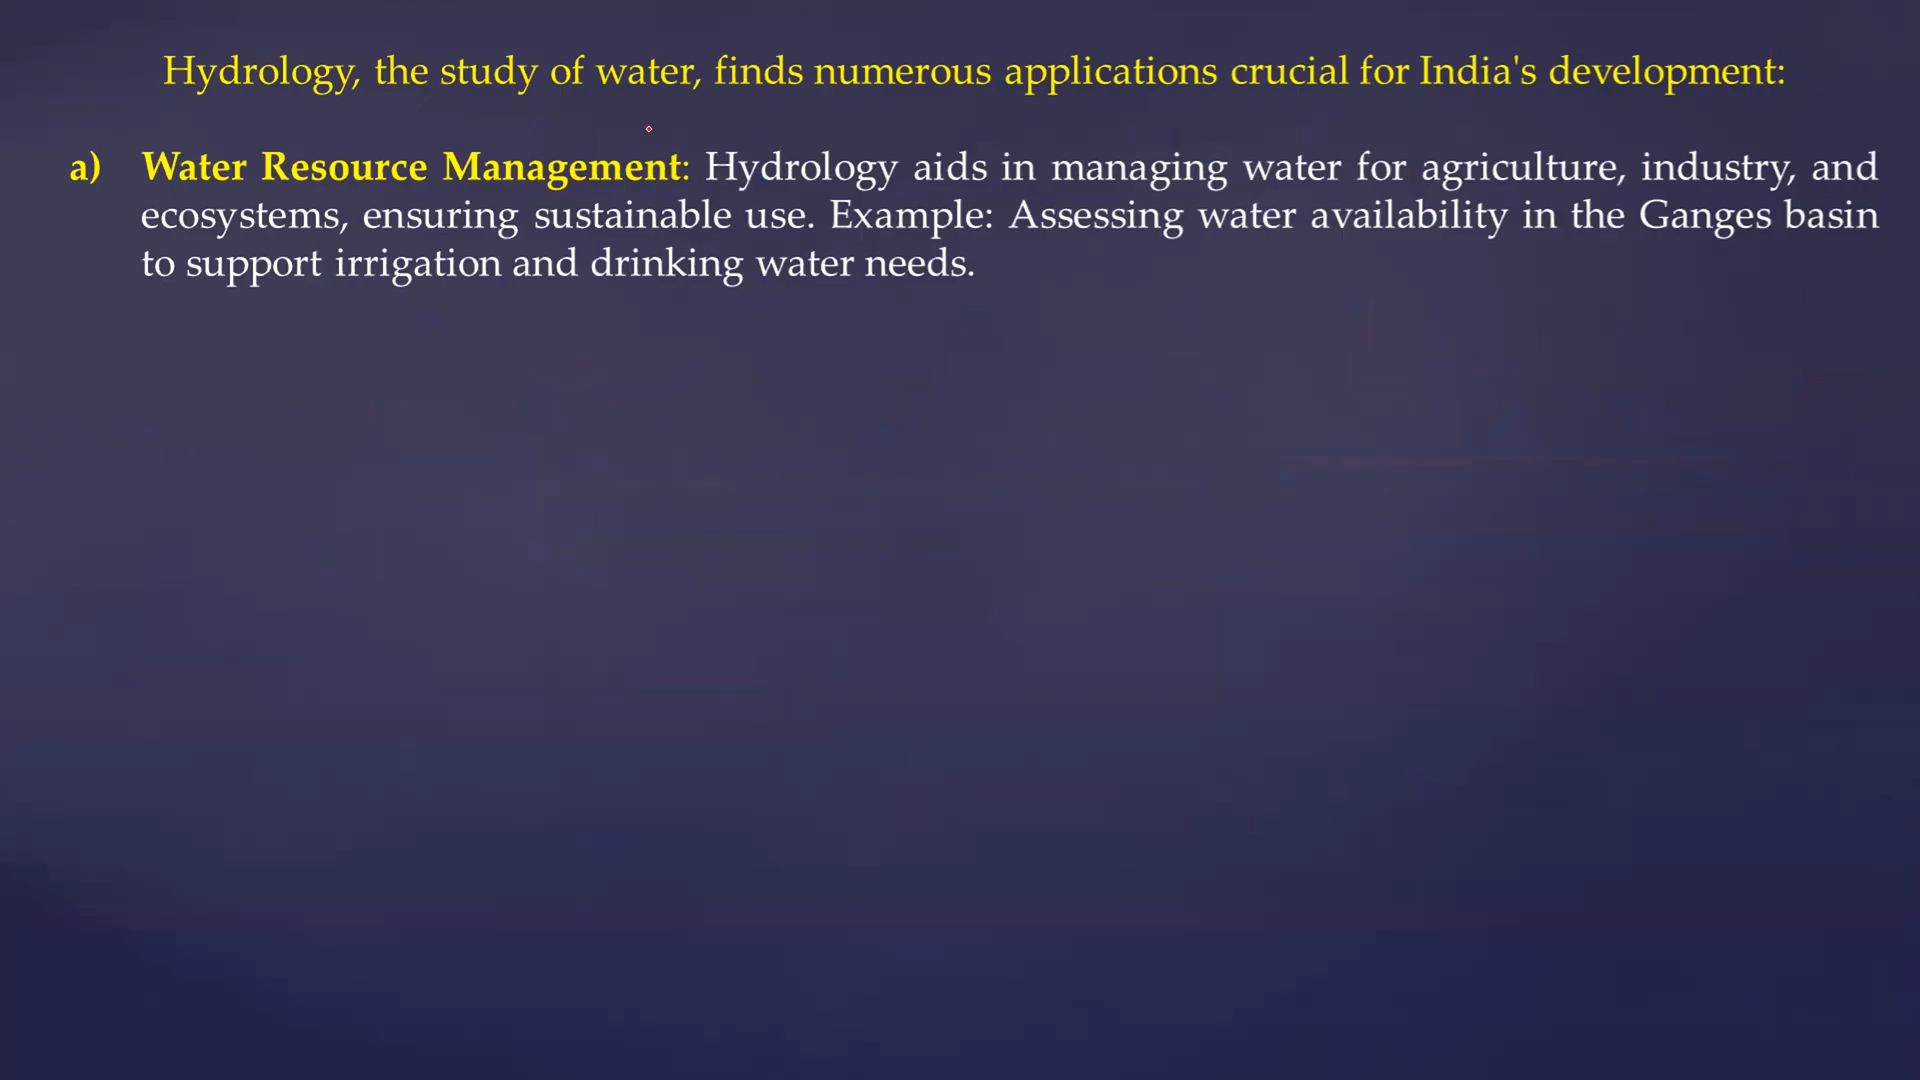 Hydrology, the study of water, finds numerous applications crucial for India's development:
a) Water Resource Management: Hydrology aids in managing water for agriculture, industry, and
ecosystems, ensuring sustainable use. Example: Assessing water availability in the Ganges basin
to support irrigation and drinking water needs.